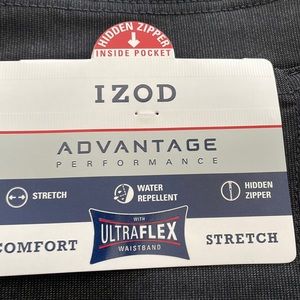 HIDDEN ZIPPER
INSIDE POCKET
IZOD
ADVANTAGE
PERFORMANCE
STRETCH
WATER
REPELLENT
HIDDEN
ZIPPER
WITH
ULTRAFLEX
WAISTBAND
COMFORT
STRETCH